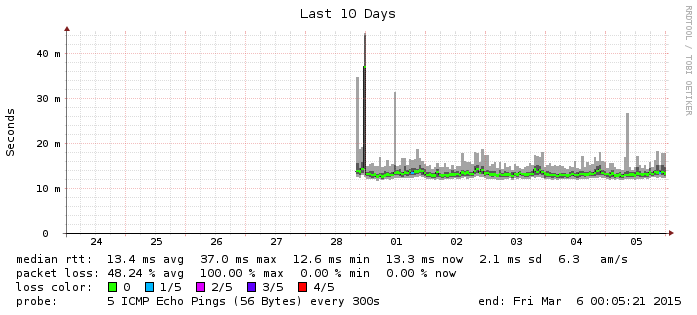 Last 10 Days
RRDTOOL / TOBI OETIKER
Seconds
40 m
30 m
20 m
10 m
0
24 25 26 27 28 01 02 03 04 05
median rtt: 13.4 ms avg 37.0 ms max 12.6 ms min 13.3 ms now 2.1 ms sd 6.3 am/s
packet loss: 48.24 % avg 100.00 % max 0.00 % min 0.00 % now
loss color: 0 1/5 2/5 3/5 4/5
probe: 5 ICMP Echo Pings (56 Bytes) every 300s end: Fri Mar 6 00:05:21 2015